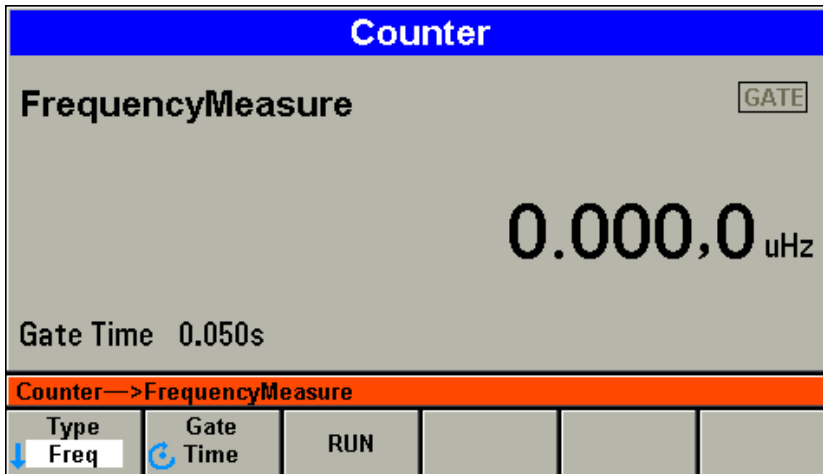 Counter
FrequencyMeasure
GATE
0.000,0 uHz
Gate Time 0.050s
Counter—>FrequencyMeasure
Type
Freq
Gate
Time
RUN